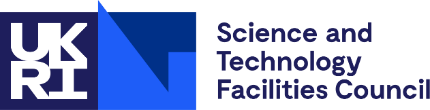 UK
RI
Science and
Technology
Facilities Council